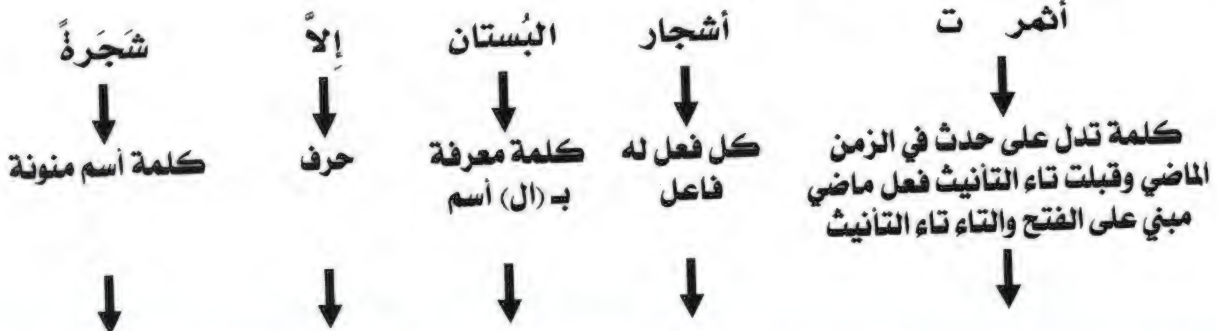 أثمر ت أشجار البُستان إِلاَّ شَجَرةً
كلمة تدل على حدث في الزمن
الماضي وقبلت تاء التأنيث فعل ماضي
مبني على الفتح والتاء تاء التأنيث
كل فعل له
فاعل
كلمة معرفة
بـ (ال) أسم
حرف
كلمة أسم منونة